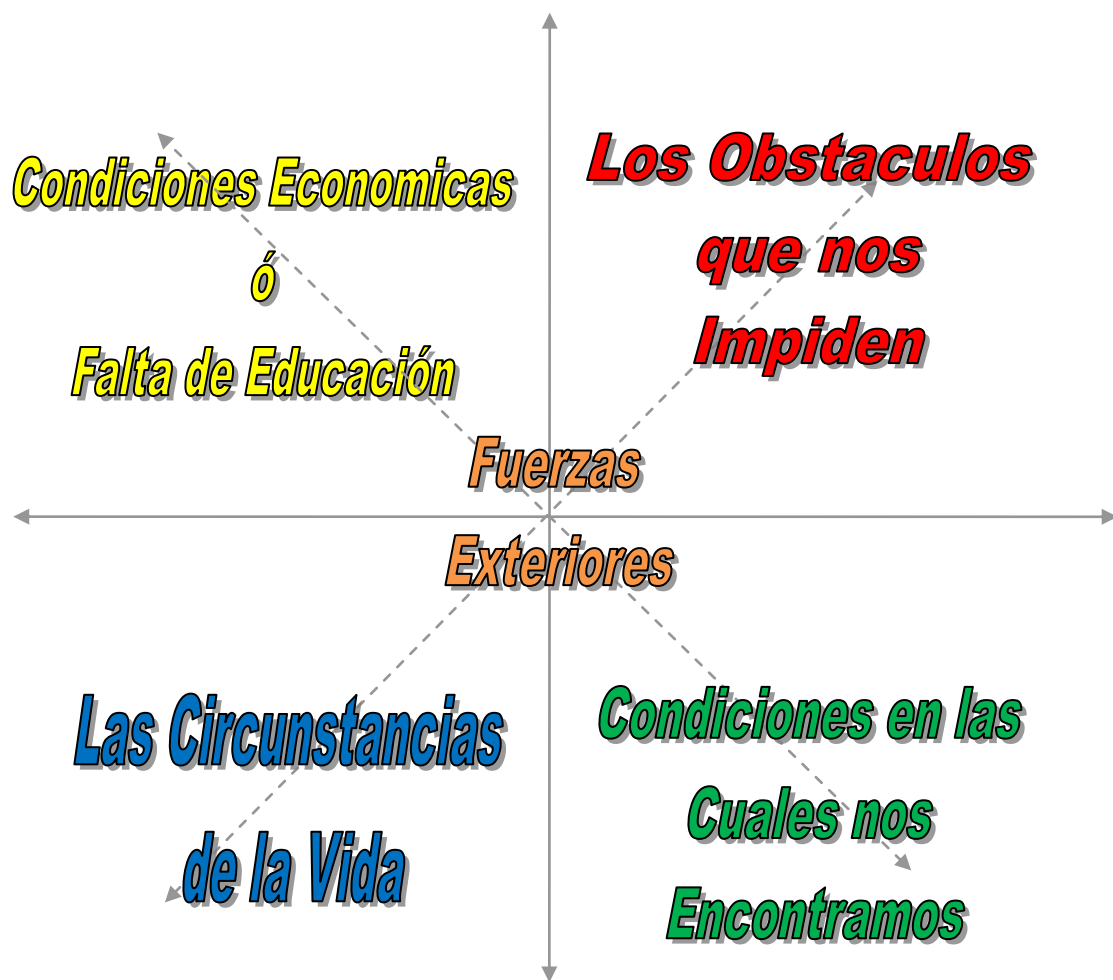 Condiciones Economicas
ó
Falta de Educación
Los Obstaculos
que nos
Impiden
Fuerzas
Exteriores
Las Circunstancias
de la Vida
Condiciones en las
Cuales nos
Encontramos